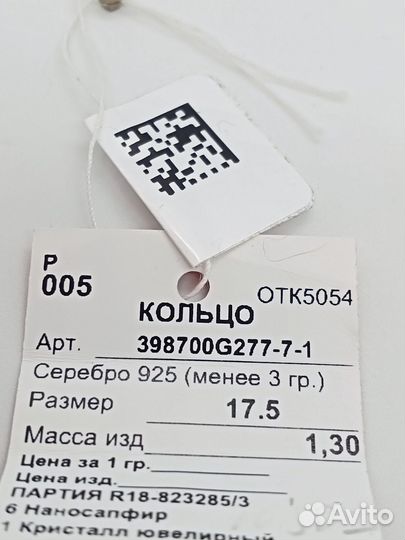 Р
005
ОТК5054
КОЛЬЦО
Арт. 398700G277-7-1
Серебро 925 (менее 3 гр.)
Размер 17.5
Масса изд 1,30
Цена за 1 гр.
Цена изд.
ПАРТИЯ R18-823285/3
6 Наносапфир
1 Кристалл ювелирный
Avito